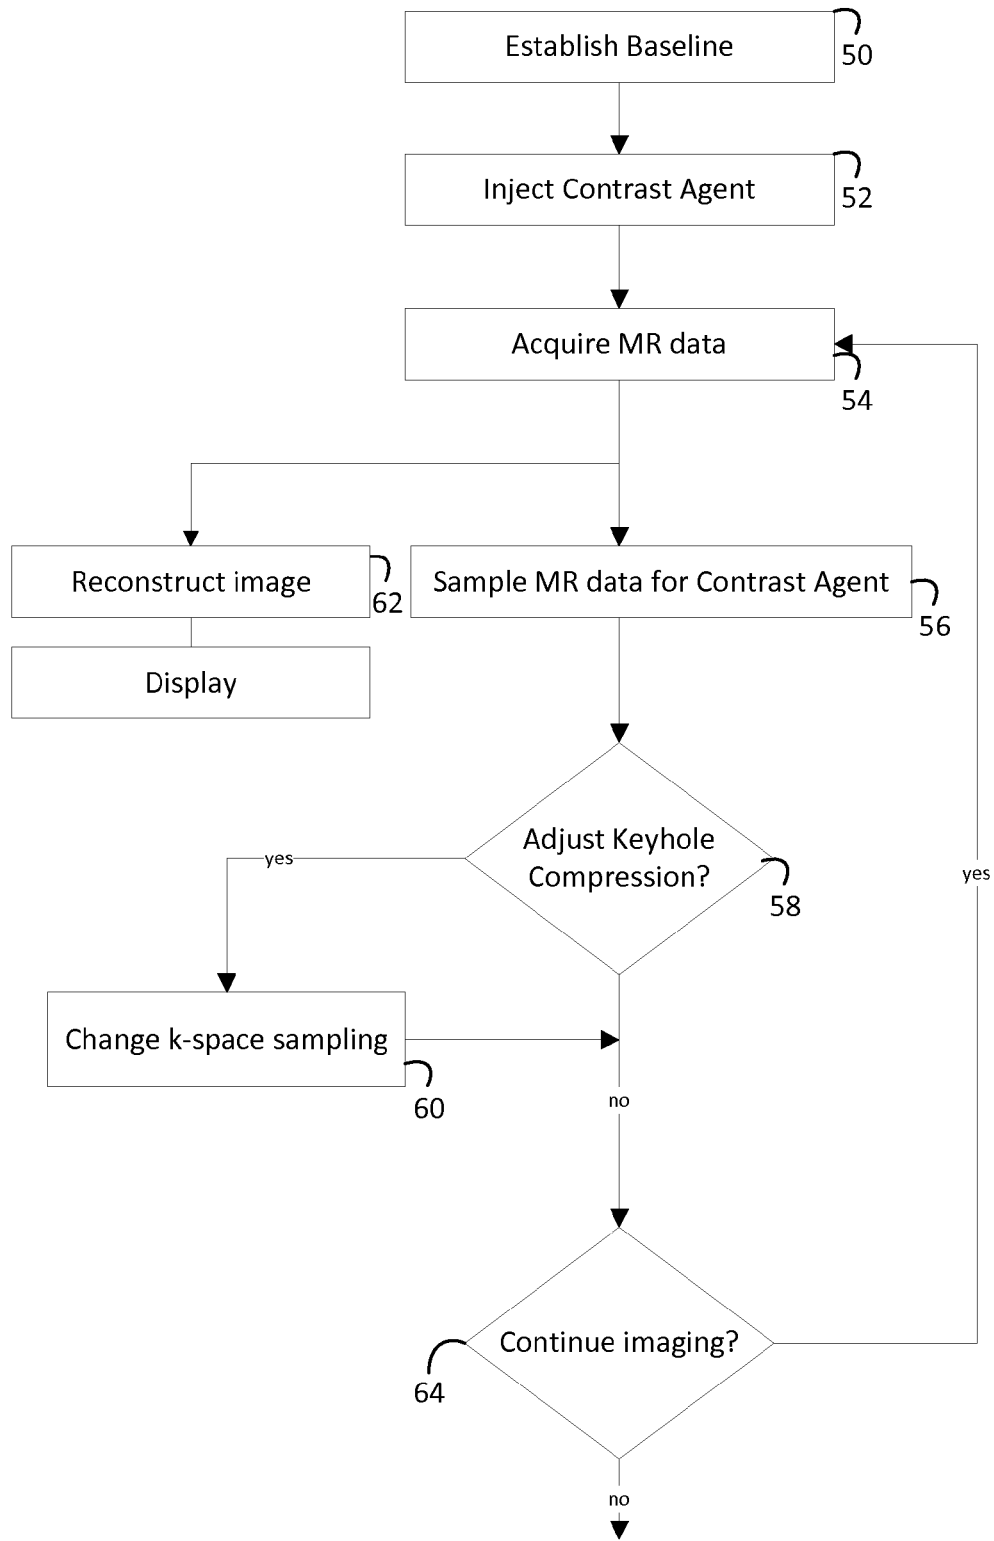 Establish Baseline
50
Inject Contrast Agent
52
Acquire MR data
54
Reconstruct image
62
Sample MR data for Contrast Agent
56
Display
Adjust Keyhole
Compression?
58
yes
yes
Change k-space sampling
60
no
Continue imaging?
64
no